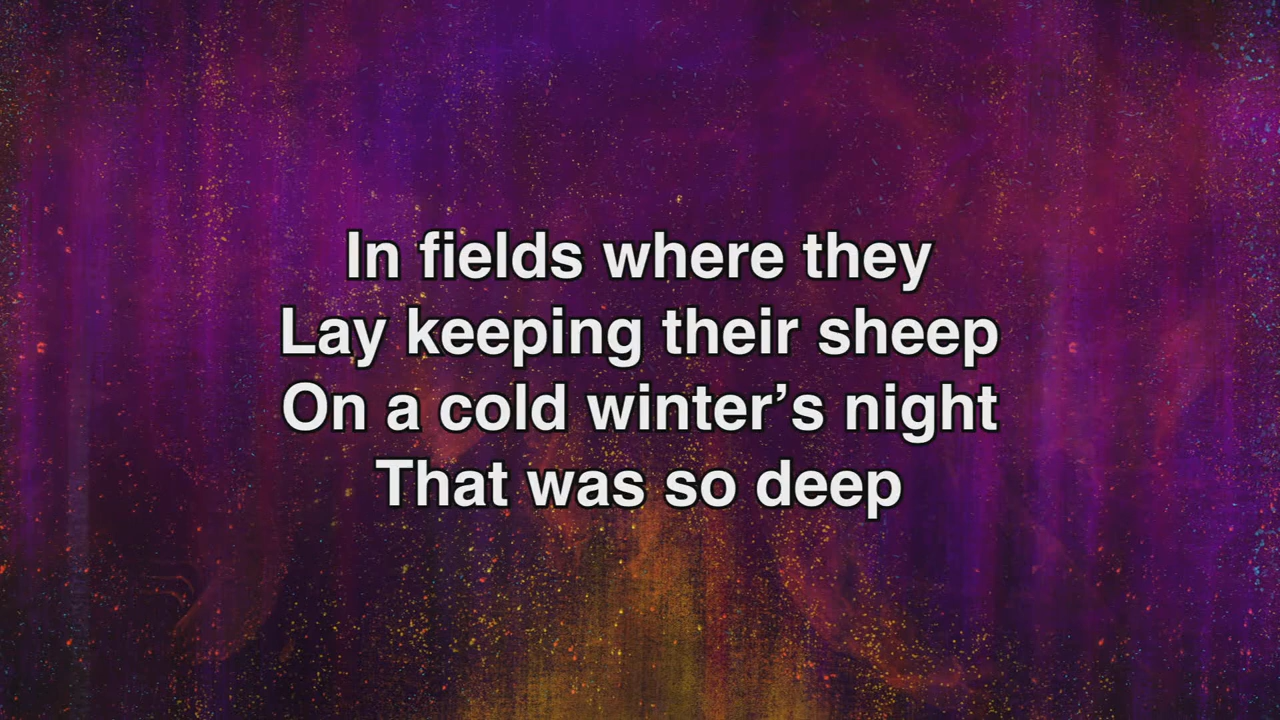 In fields where they
Lay keeping their sheep
On a cold winter’s night
That was so deep